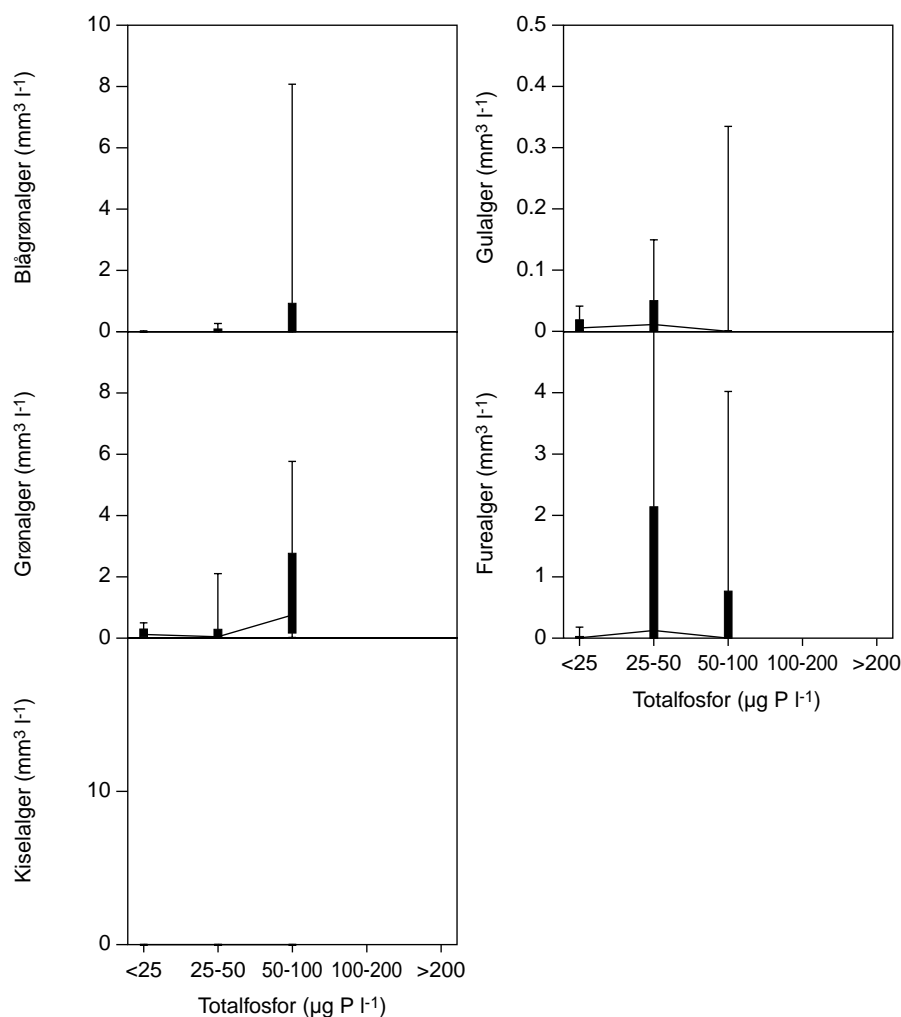 Blågrønalger (mm³ l⁻¹)
10
8
6
4
2
0
Grønalger (mm³ l⁻¹)
8
6
4
2
0
Kiselalger (mm³ l⁻¹)
10
0
<25 25-50 50-100 100-200 >200
Totalfosfor (µg P l⁻¹)
Gulalger (mm³ l⁻¹)
0.5
0.4
0.3
0.2
0.1
0
Furealger (mm³ l⁻¹)
4
3
2
1
0
<25 25-50 50-100 100-200 >200
Totalfosfor (µg P l⁻¹)